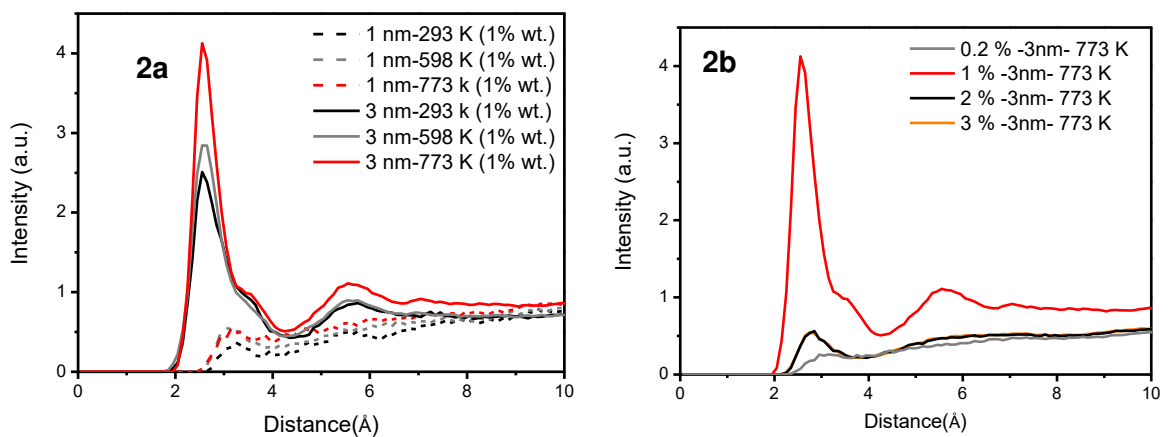 2a
1 nm-293 K (1% wt.)
1 nm-598 K (1% wt.)
1 nm-773 k (1% wt.)
3 nm-293 k (1% wt.)
3 nm-598 K (1% wt.)
3 nm-773 K (1% wt.)
Intensity (a.u.)
4
3
2
1
0
0 2 4 6 8 10
Distance(Å)
2b
0.2 % -3nm- 773 K
1 % -3nm- 773 K
2 % -3nm- 773 K
3 % -3nm- 773 K
Intensity (a.u.)
4
3
2
1
0
0 2 4 6 8 10
Distance(Å)